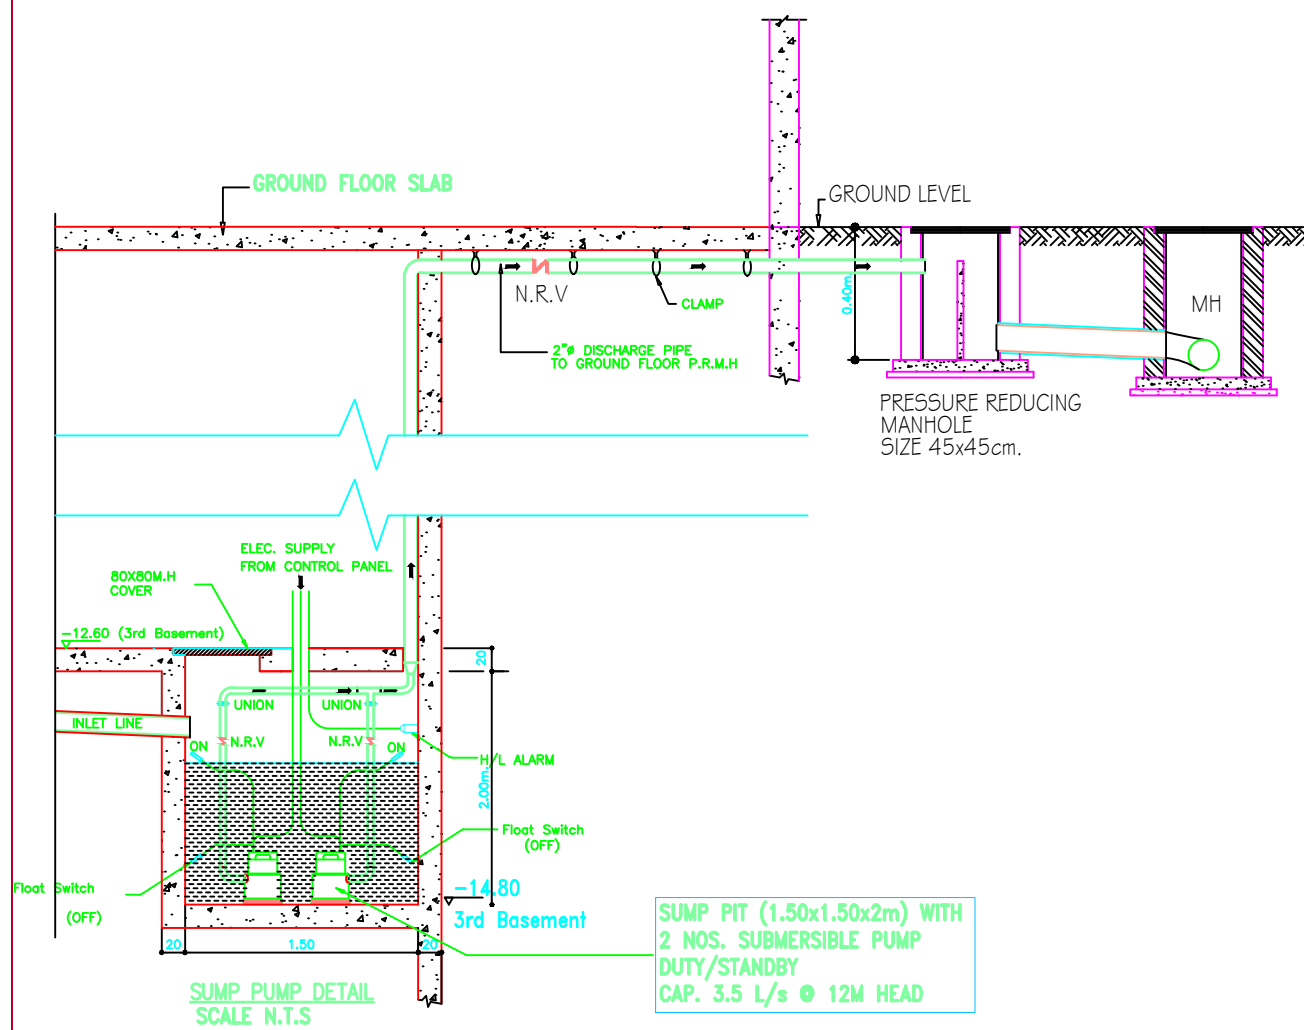 GROUND FLOOR SLAB
GROUND LEVEL
N.R.V
CLAMP
0.40m.
MH
2"ø DISCHARGE PIPE
TO GROUND FLOOR P.R.M.H
PRESSURE REDUCING
MANHOLE
SIZE 45x45cm.
ELEC. SUPPLY
FROM CONTROL PANEL
80X80M.H
COVER
-12.60 (3rd Basement)
20
UNION
UNION
INLET LINE
ON
N.R.V
N.R.V
ON
H/L ALARM
2.00m.
Float Switch
(OFF)
Float Switch
(OFF)
-14.80
3rd Basement
20
1.50
20
SUMP PIT (1.50x1.50x2m) WITH
2 NOS. SUBMERSIBLE PUMP
DUTY/STANDBY
CAP. 3.5 L/s @ 12M HEAD
SUMP PUMP DETAIL
SCALE N.T.S